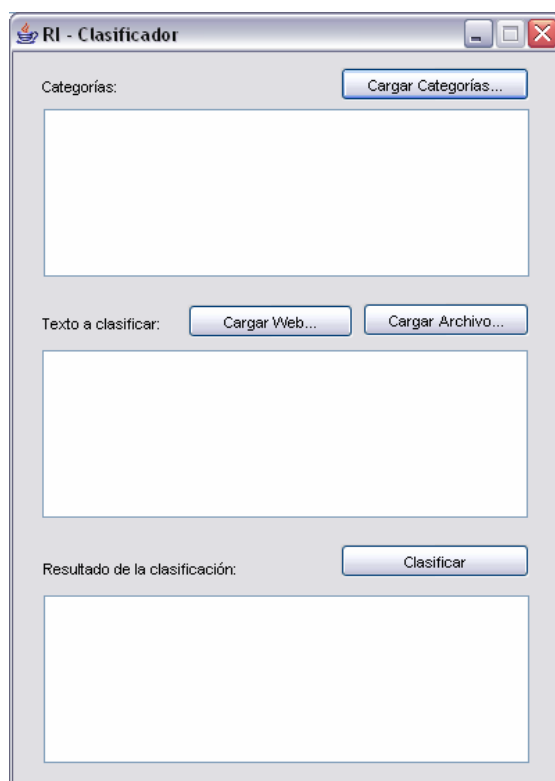 RI - Clasificador
Categorías: Cargar Categorías...
Texto a clasificar: Cargar Web... Cargar Archivo...
Resultado de la clasificación: Clasificar